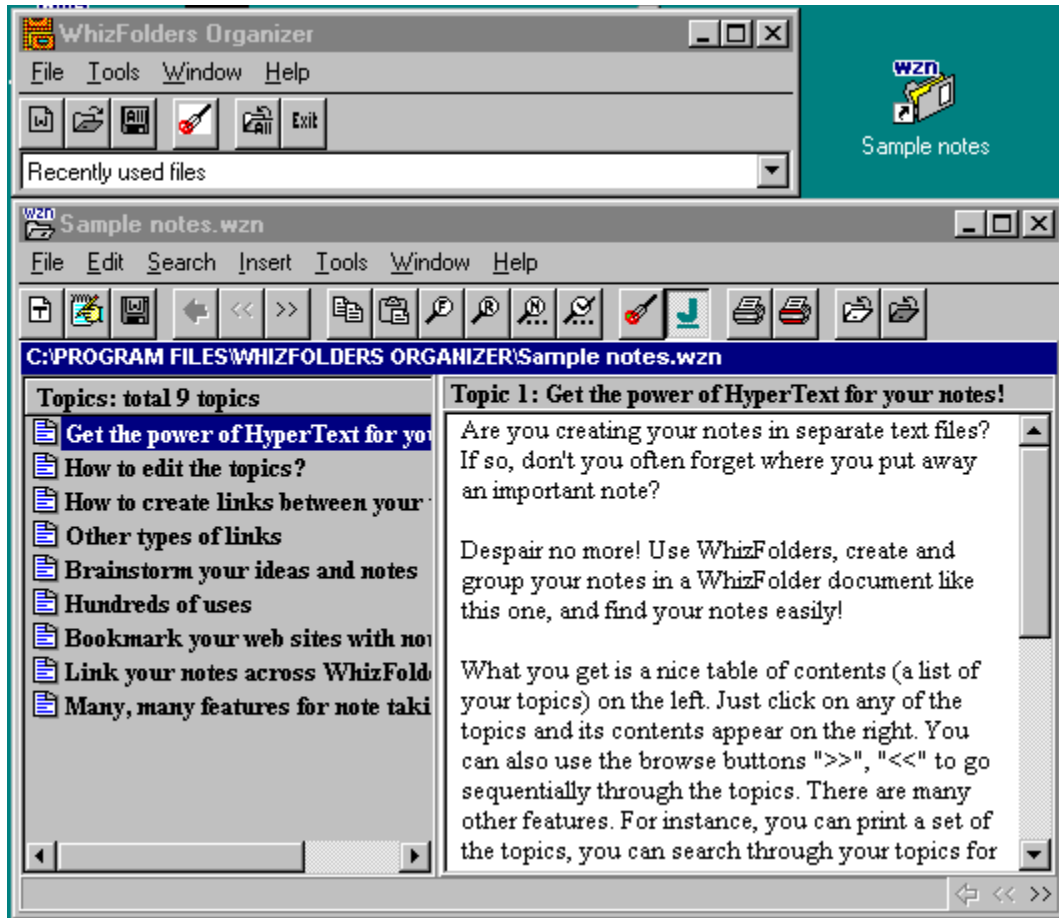 WhizFolders Organizer
File Tools Window Help
All All Exit
Recently used files
wzn
Sample notes
wzn
Sample notes.wzn
File Edit Search Insert Tools Window Help
<< >>
C:\PROGRAM FILES\WHIZFOLDERS ORGANIZER\Sample notes.wzn
Topics: total 9 topics
Get the power of HyperText for you
How to edit the topics?
How to create links between your
Other types of links
Brainstorm your ideas and notes
Hundreds of uses
Bookmark your web sites with no
Link your notes across WhizFold
Many, many features for note taki
Topic 1: Get the power of HyperText for your notes!
Are you creating your notes in separate text files?
If so, don't you often forget where you put away
an important note?
Despair no more! Use WhizFolders, create and
group your notes in a WhizFolder document like
this one, and find your notes easily!
What you get is a nice table of contents (a list of
your topics) on the left. Just click on any of the
topics and its contents appear on the right. You
can also use the browse buttons ">>", "<<" to go
sequentially through the topics. There are many
other features. For instance, you can print a set of
the topics, you can search through your topics for
<< >>